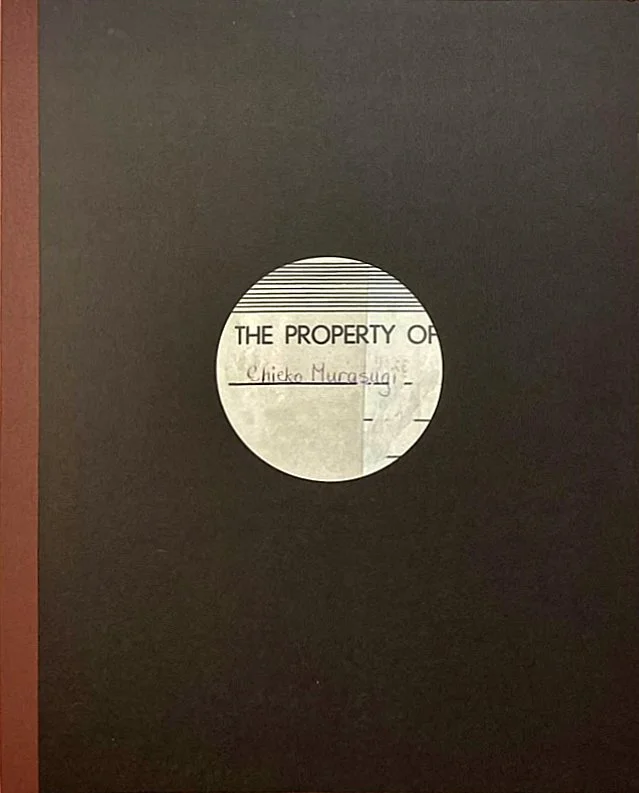 THE PROPERTY OF
Chieko Murasugi